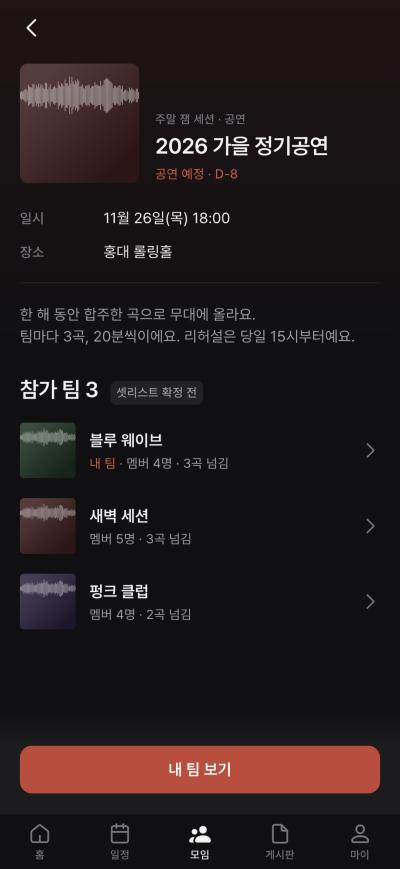 주말 잼 세션 · 공연
2026 가을 정기공연
공연 예정 · D-8
일시 11월 26일(목) 18:00
장소 홍대 롤링홀
한 해 동안 합주한 곡으로 무대에 올라요.
팀마다 3곡, 20분씩이에요. 리허설은 당일 15시부터예요.
참가 팀 3 셋리스트 확정 전
블루 웨이브
내 팀 · 멤버 4명 · 3곡 넘김
새벽 세션
멤버 5명 · 3곡 넘김
펑크 클럽
멤버 4명 · 2곡 넘김
내 팀 보기
홈 일정 모임 게시판 마이